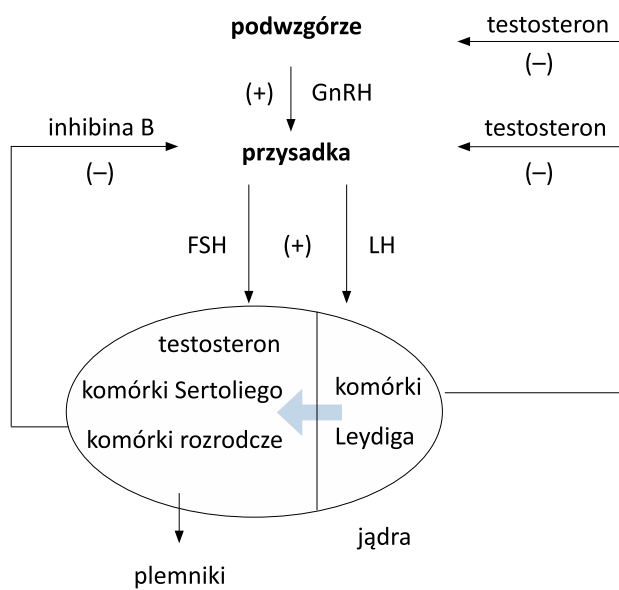 podwzgórze
testosteron
(–)
(+)
GnRH
inhibina B
(–)
przysadka
testosteron
(–)
FSH
(+)
LH
testosteron
komórki Sertoliego
komórki rozrodcze
komórki
Leydiga
jądra
plemniki